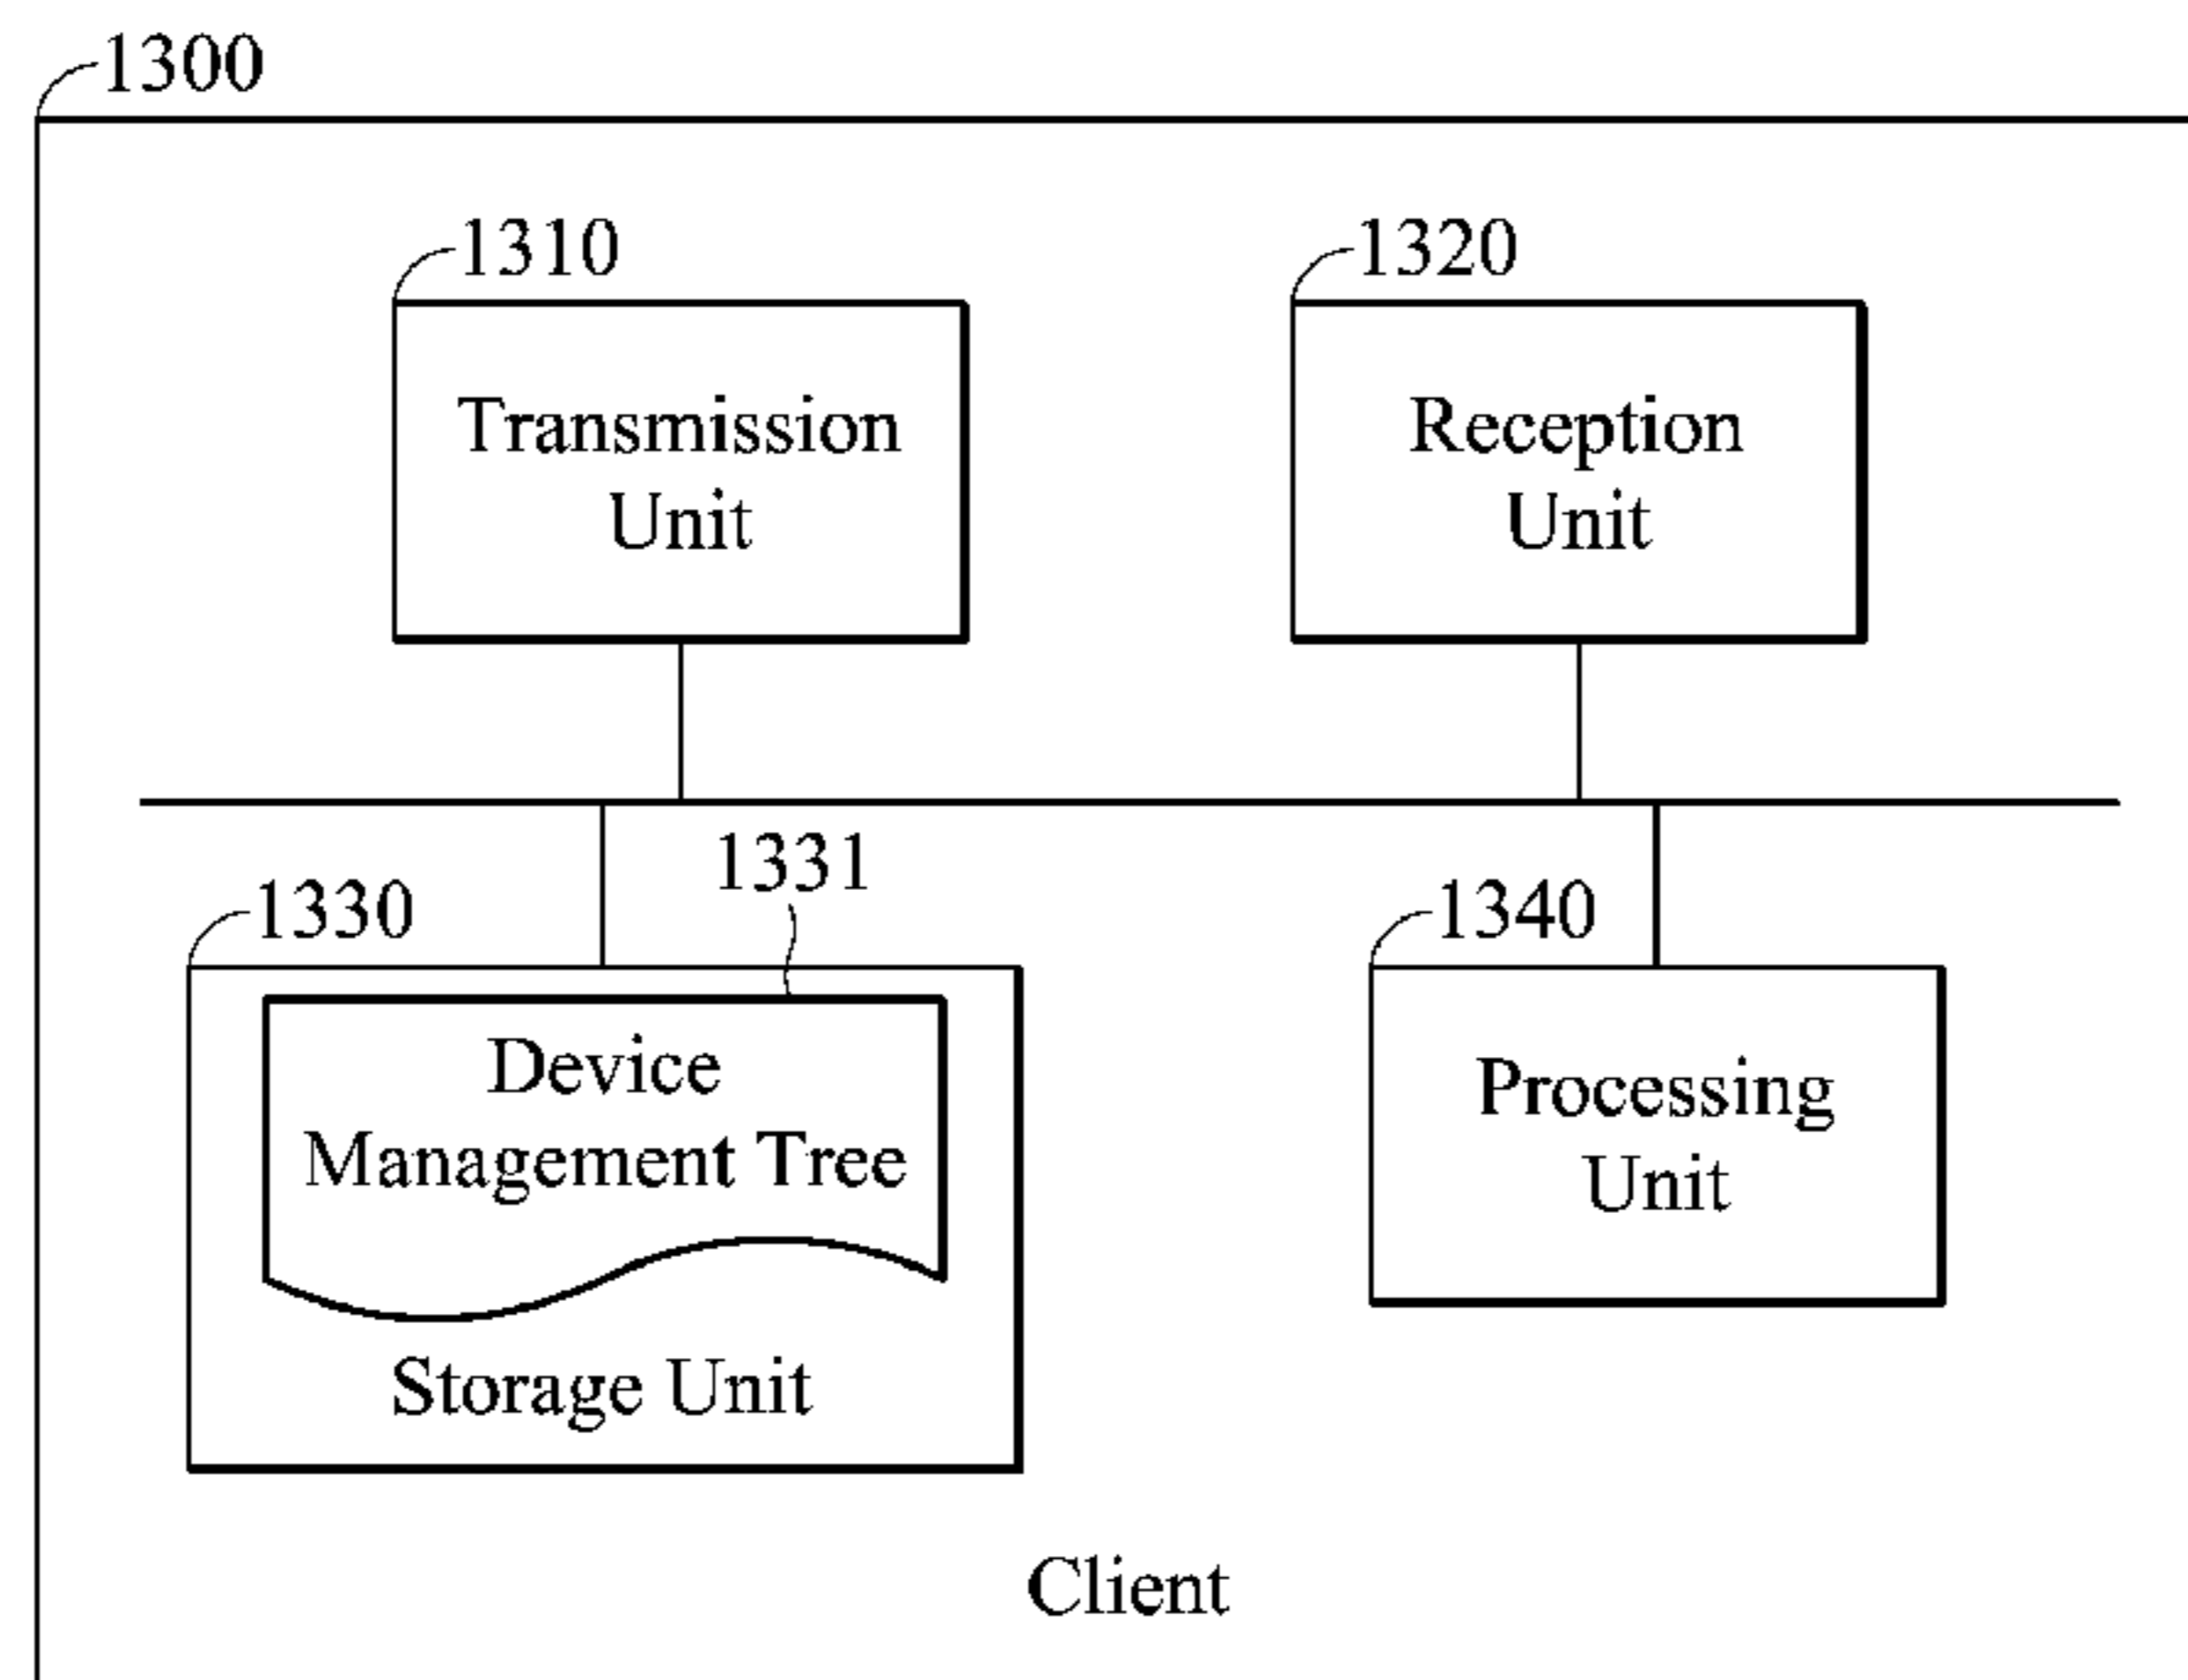 1300
1310
1320
Transmission
Unit
Reception
Unit
1331
1330
1340
Device
Management Tree
Storage Unit
Processing
Unit
Client